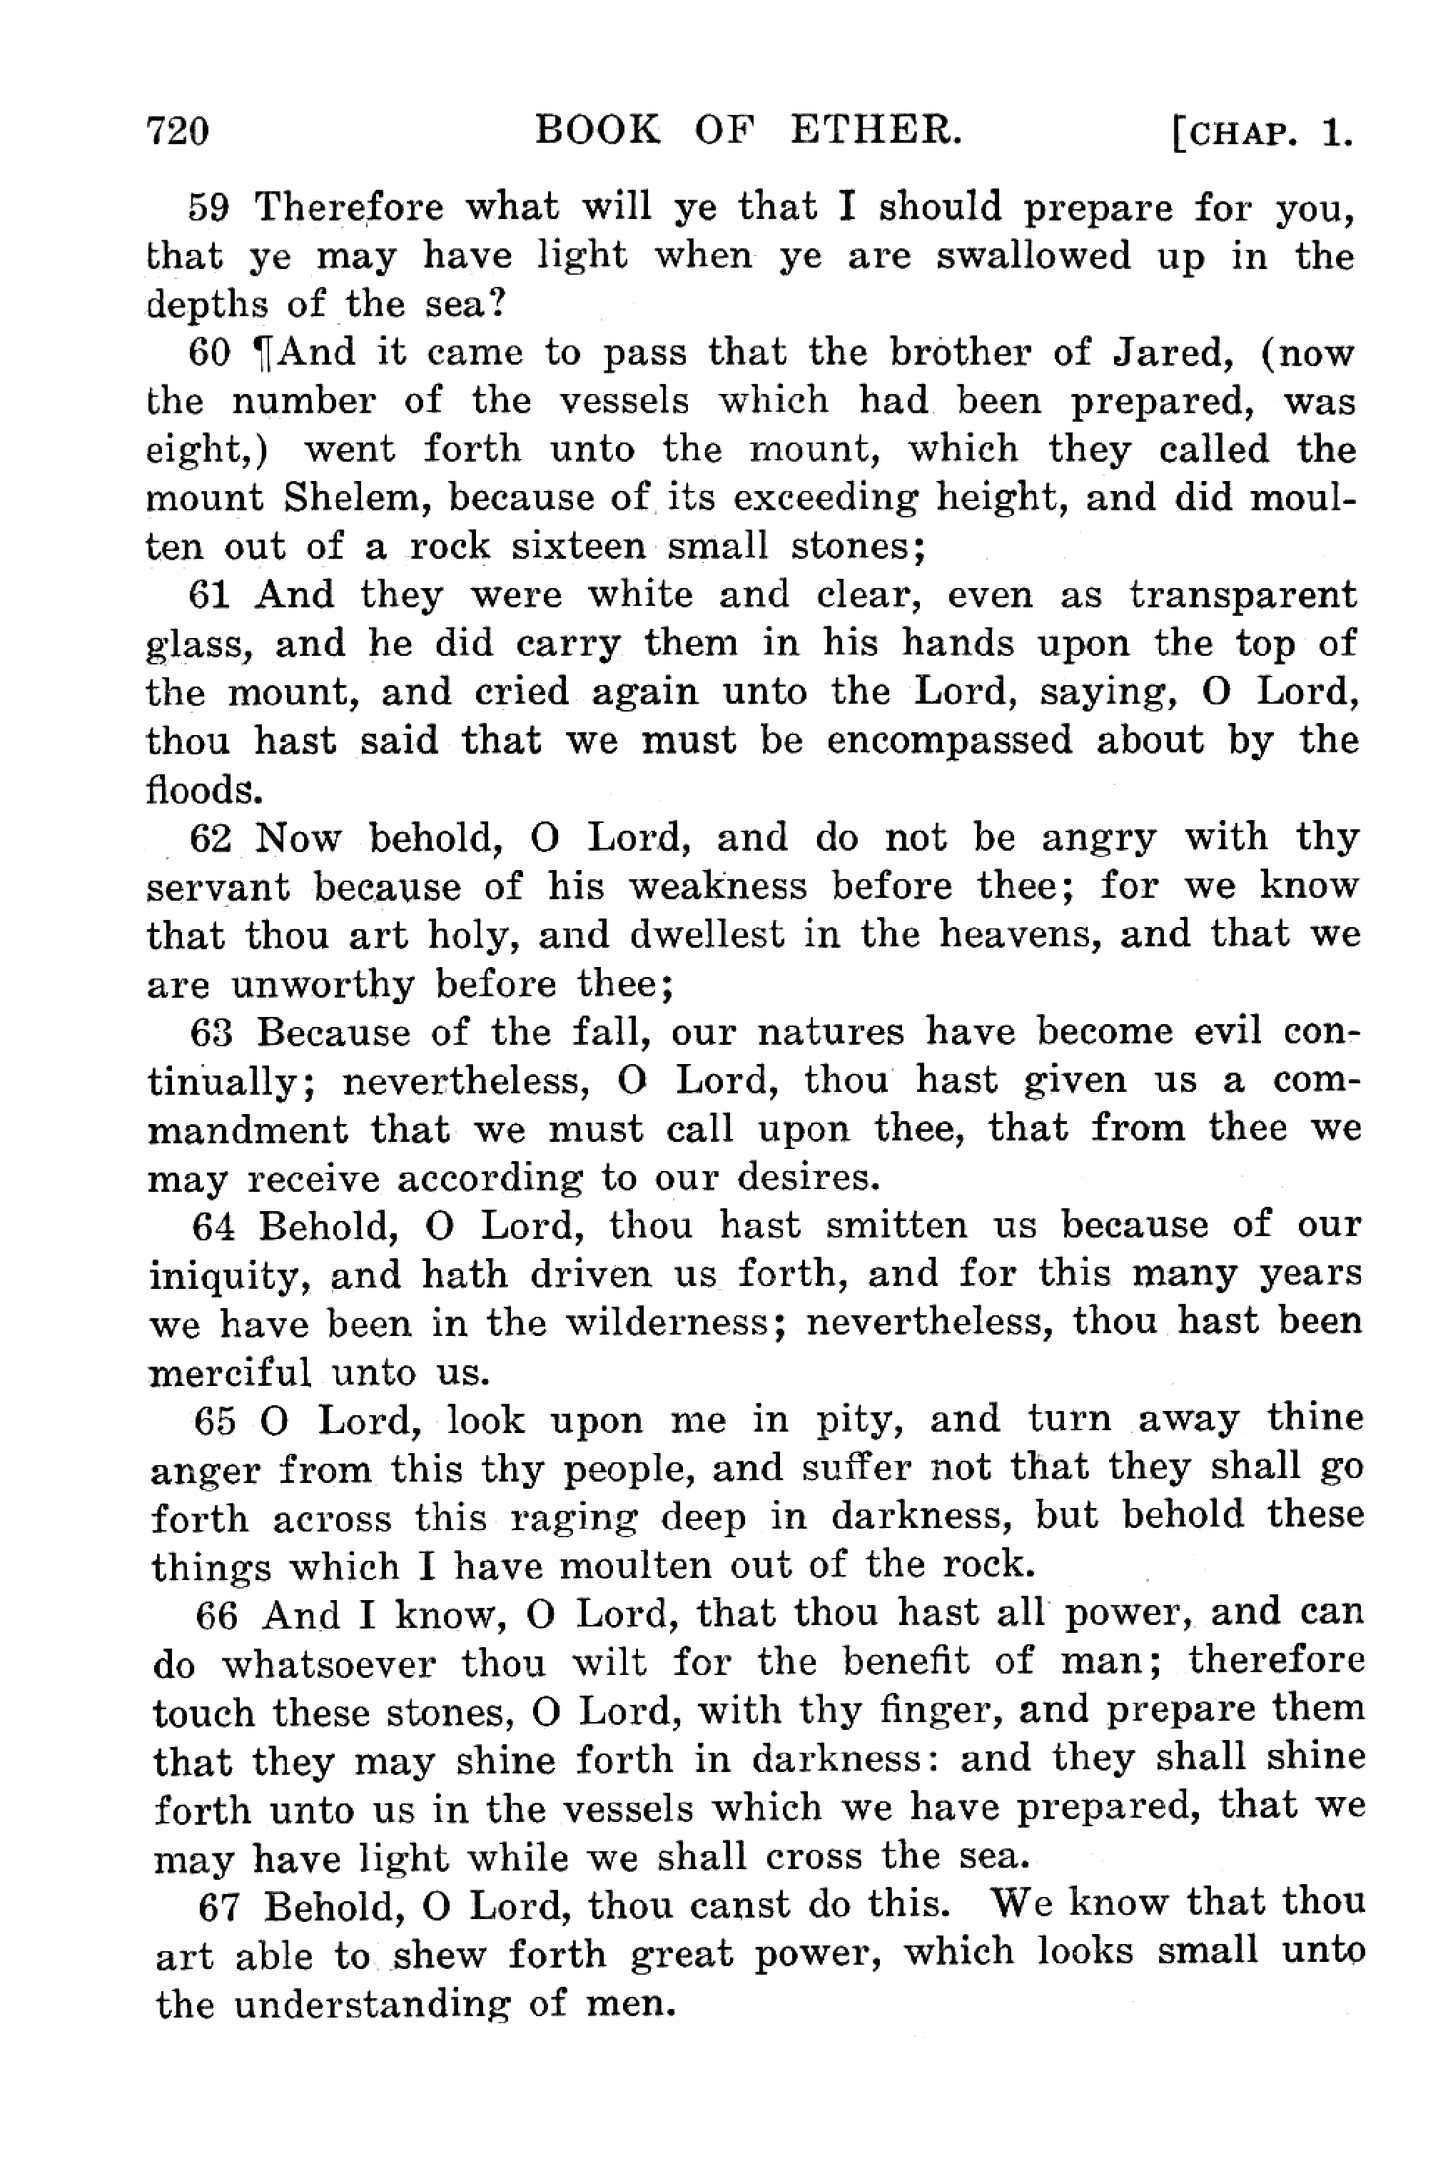 720 BOOK OF ETHER. [CHAP. 1.
59 Therefore what will ye that I should prepare for you,
that ye may have light when ye are swallowed up in the
depths of the sea?
60 ¶And it came to pass that the brother of Jared, (now
the number of the vessels which had been prepared, was
eight,) went forth unto the mount, which they called the
mount Shelem, because of its exceeding height, and did moul-
ten out of a rock sixteen small stones;
61 And they were white and clear, even as transparent
glass, and he did carry them in his hands upon the top of
the mount, and cried again unto the Lord, saying, O Lord,
thou hast said that we must be encompassed about by the
floods.
62 Now behold, O Lord, and do not be angry with thy
servant because of his weakness before thee; for we know
that thou art holy, and dwellest in the heavens, and that we
are unworthy before thee;
63 Because of the fall, our natures have become evil con-
tinually; nevertheless, O Lord, thou hast given us a com-
mandment that we must call upon thee, that from thee we
may receive according to our desires.
64 Behold, O Lord, thou hast smitten us because of our
iniquity, and hath driven us forth, and for this many years
we have been in the wilderness; nevertheless, thou hast been
merciful unto us.
65 O Lord, look upon me in pity, and turn away thine
anger from this thy people, and suffer not that they shall go
forth across this raging deep in darkness, but behold these
things which I have moulten out of the rock.
66 And I know, O Lord, that thou hast all power, and can
do whatsoever thou wilt for the benefit of man; therefore
touch these stones, O Lord, with thy finger, and prepare them
that they may shine forth in darkness: and they shall shine
forth unto us in the vessels which we have prepared, that we
may have light while we shall cross the sea.
67 Behold, O Lord, thou canst do this. We know that thou
art able to shew forth great power, which looks small unto
the understanding of men.